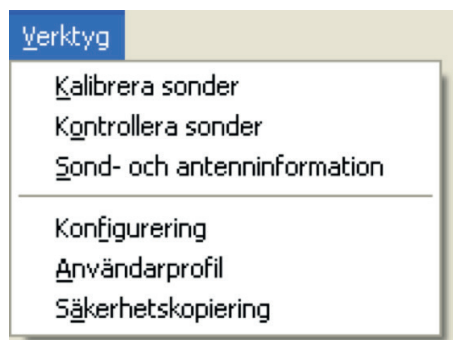 Verktyg
Kalibrera sonder
Kontrollera sonder
Sond- och antenninformation
Konfigurering
Användarprofil
Säkerhetskopiering